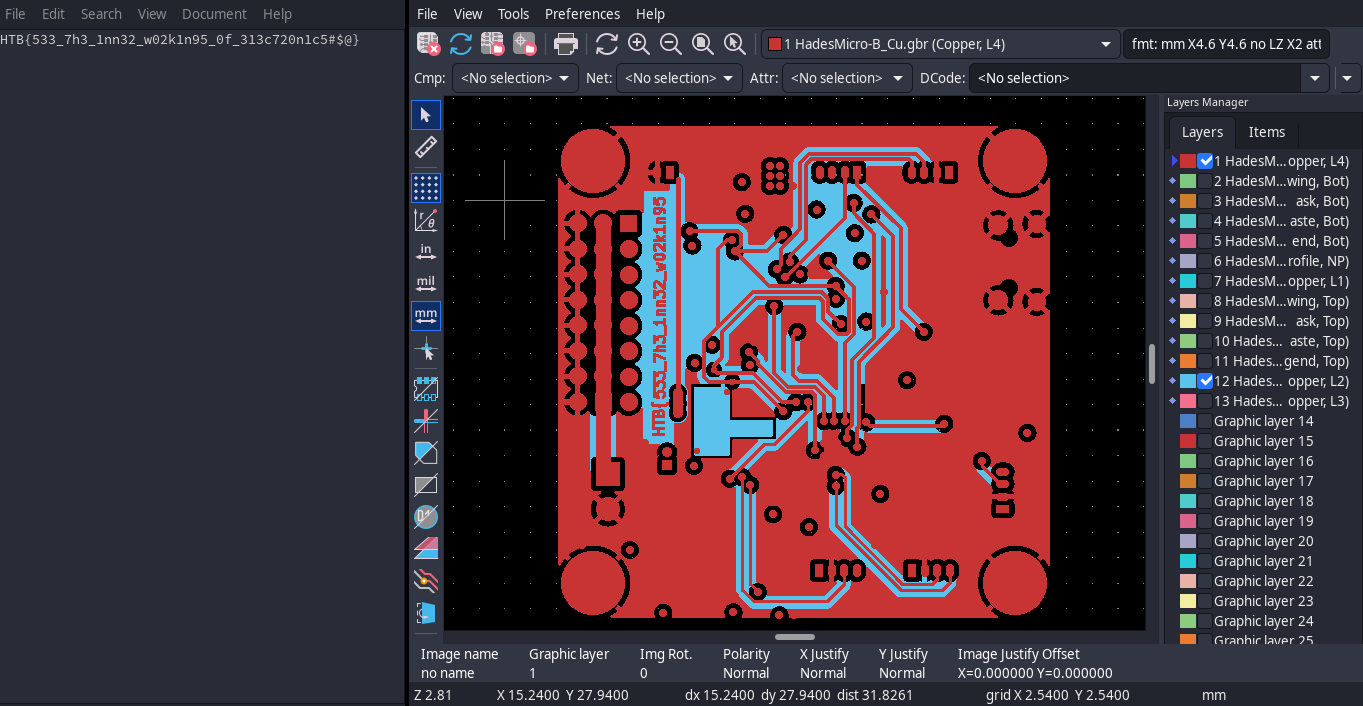 File Edit Search View Document Help
HTB{533_7h3_1nn32_w02k1n95_0f_313c720n1c5#$@}
File View Tools Preferences Help
1 HadesMicro-B_Cu.gbr (Copper, L4)
fmt: mm X4.6 Y4.6 no LZ X2 att
Cmp: <No selection> Net: <No selection> Attr: <No selection> DCode: <No selection>
in
mil
mm
HTB{533_7h3_1nn32_w02k1n95
Layers Manager
Layers Items
1 HadesM...opper, L4)
2 HadesM...wing, Bot)
3 HadesM... ask, Bot)
4 HadesM...aste, Bot)
5 HadesM... end, Bot)
6 HadesM...rofile, NP)
7 HadesM...opper, L1)
8 HadesM...wing, Top)
9 HadesM... ask, Top)
10 Hades... aste, Top)
11 Hades...gend, Top)
12 Hades... opper, L2)
13 Hades... opper, L3)
Graphic layer 14
Graphic layer 15
Graphic layer 16
Graphic layer 17
Graphic layer 18
Graphic layer 19
Graphic layer 20
Graphic layer 21
Graphic layer 22
Graphic layer 23
Graphic layer 24
Graphic layer 25
Image name Graphic layer Img Rot. Polarity X Justify Y Justify Image Justify Offset
no name 1 0 Normal Normal Normal X=0.000000 Y=0.000000
Z 2.81 X 15.2400 Y 27.9400 dx 15.2400 dy 27.9400 dist 31.8261 grid X 2.5400 Y 2.5400 mm